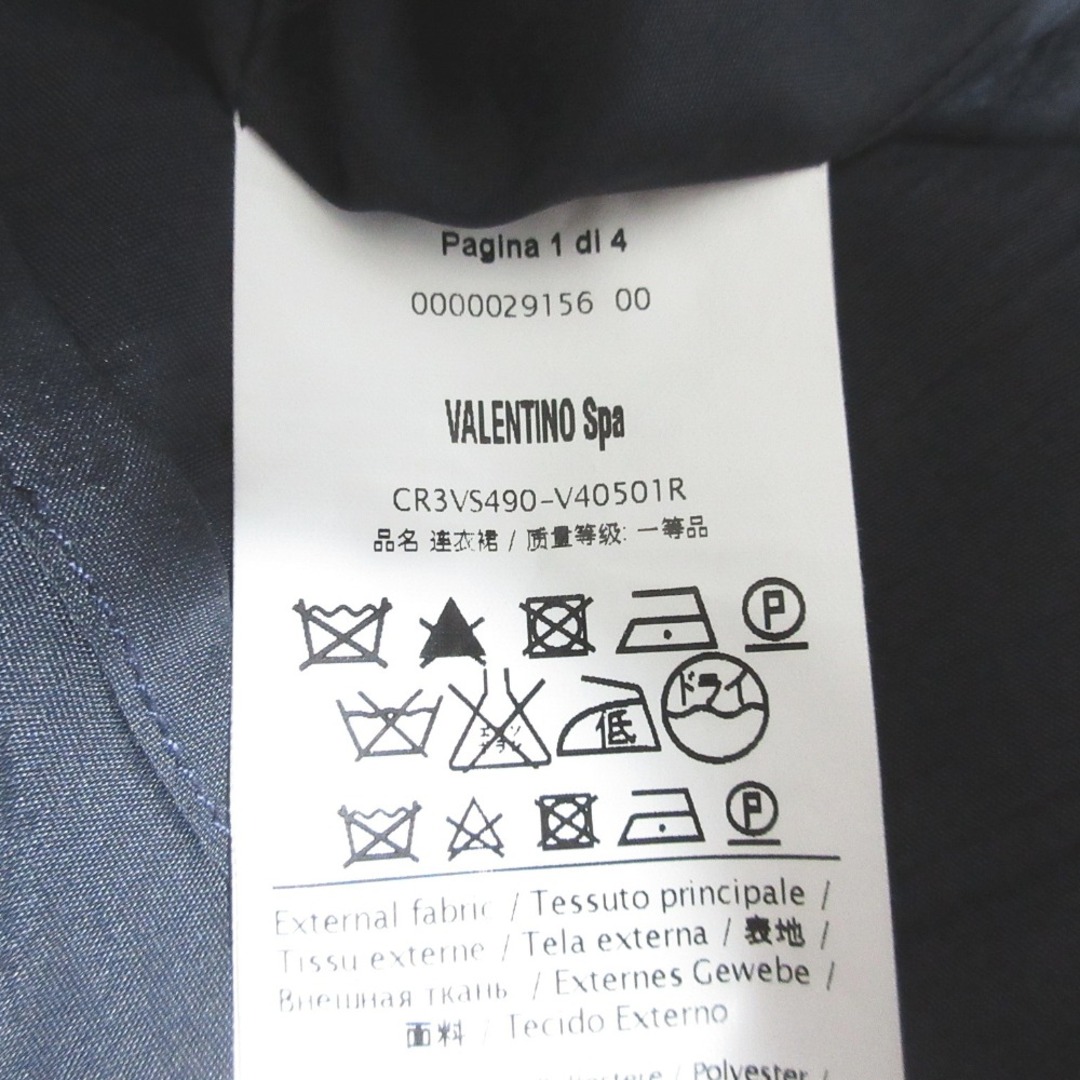 Pagina 1 di 4
0000029156 00
VALENTINO Spa
CR3VS490-V40501R
品名 连衣裙 / 质量等级: 一等品
P
低 ドライ
P
External fabric / Tessuto principale /
Tissu externe / Tela externa / 表地 /
Внешная ткань / Externes Gewebe /
面料 / Tecido Externo
/ Polyester /